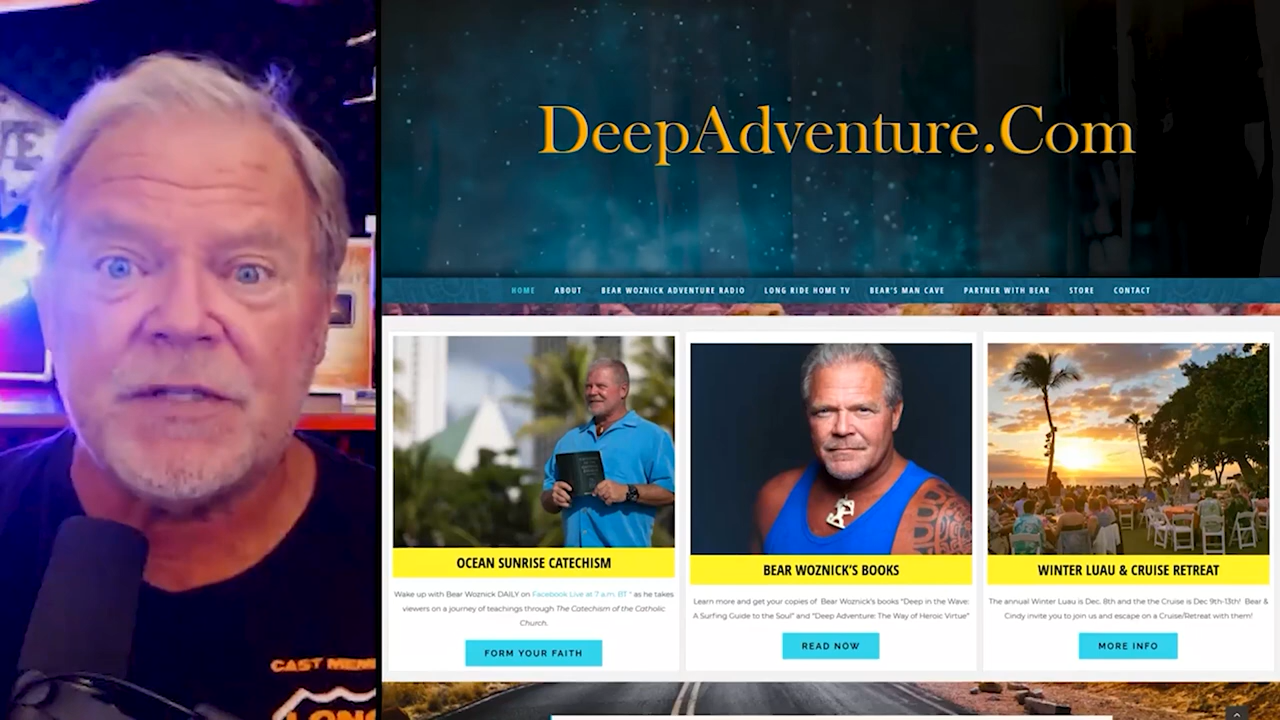 VE
DeepAdventure.Com
HOME ABOUT BEAR WOZNICK ADVENTURE RADIO LONG RIDE HOME TV BEAR'S MAN CAVE PARTNER WITH BEAR STORE CONTACT
OCEAN SUNRISE CATECHISM
Wake up with Bear Woznick DAILY on Facebook Live at 7 a.m. BT * as he takes
viewers on a journey of teachings through The Catechism of the Catholic
Church.
FORM YOUR FAITH
BEAR WOZNICK'S BOOKS
Learn more and get your copies of Bear Woznick's books "Deep in the Wave:
A Surfing Guide to the Soul" and "Deep Adventure: The Way of Heroic Virtue"
READ NOW
WINTER LUAU & CRUISE RETREAT
The annual Winter Luau is Dec. 8th and the the Cruise is Dec 9th-13th! Bear &
Cindy invite you to join us and escape on a Cruise/Retreat with them!
MORE INFO
CAST MEM
LONG